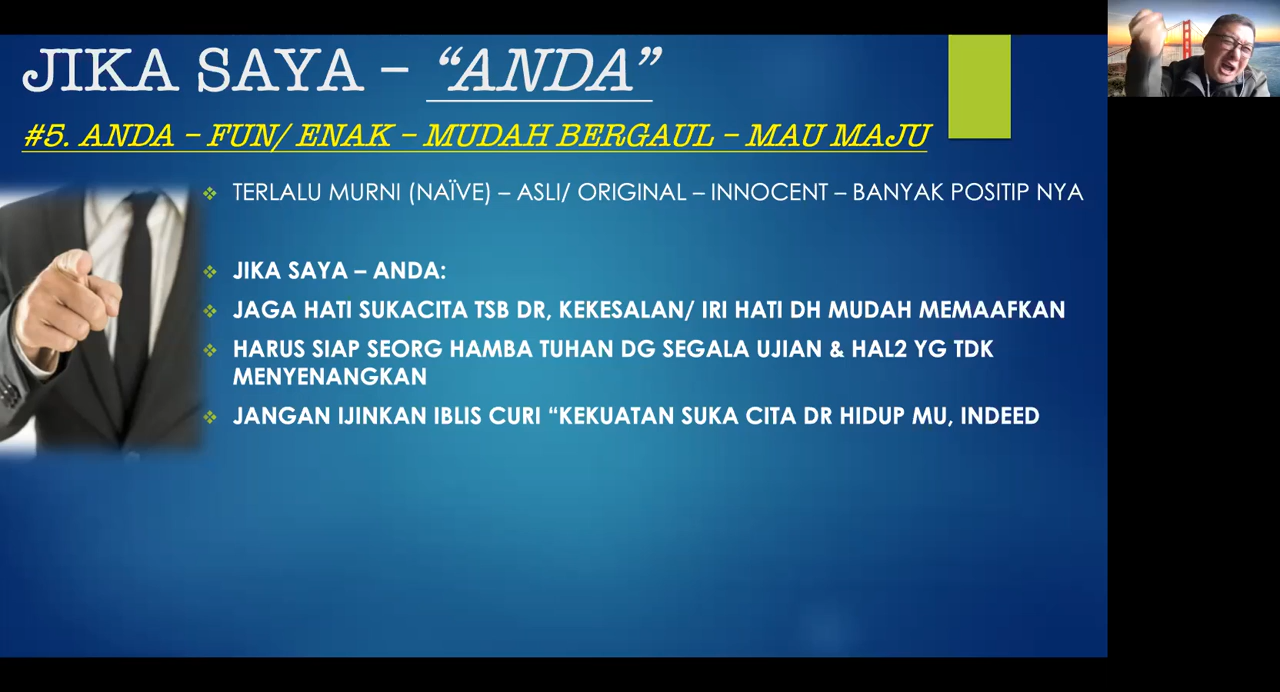 JIKA SAYA – “ANDA”
#5. ANDA – FUN/ ENAK – MUDAH BERGAUL – MAU MAJU
TERLALU MURNI (NAÏVE) – ASLI/ ORIGINAL – INNOCENT – BANYAK POSITIP NYA
JIKA SAYA – ANDA:
JAGA HATI SUKACITA TSB DR, KEKESALAN/ IRI HATI DH MUDAH MEMAAFKAN
HARUS SIAP SEORG HAMBA TUHAN DG SEGALA UJIAN & HAL2 YG TDK
MENYENANGKAN
JANGAN IJINKAN IBLIS CURI “KEKUATAN SUKA CITA DR HIDUP MU, INDEED